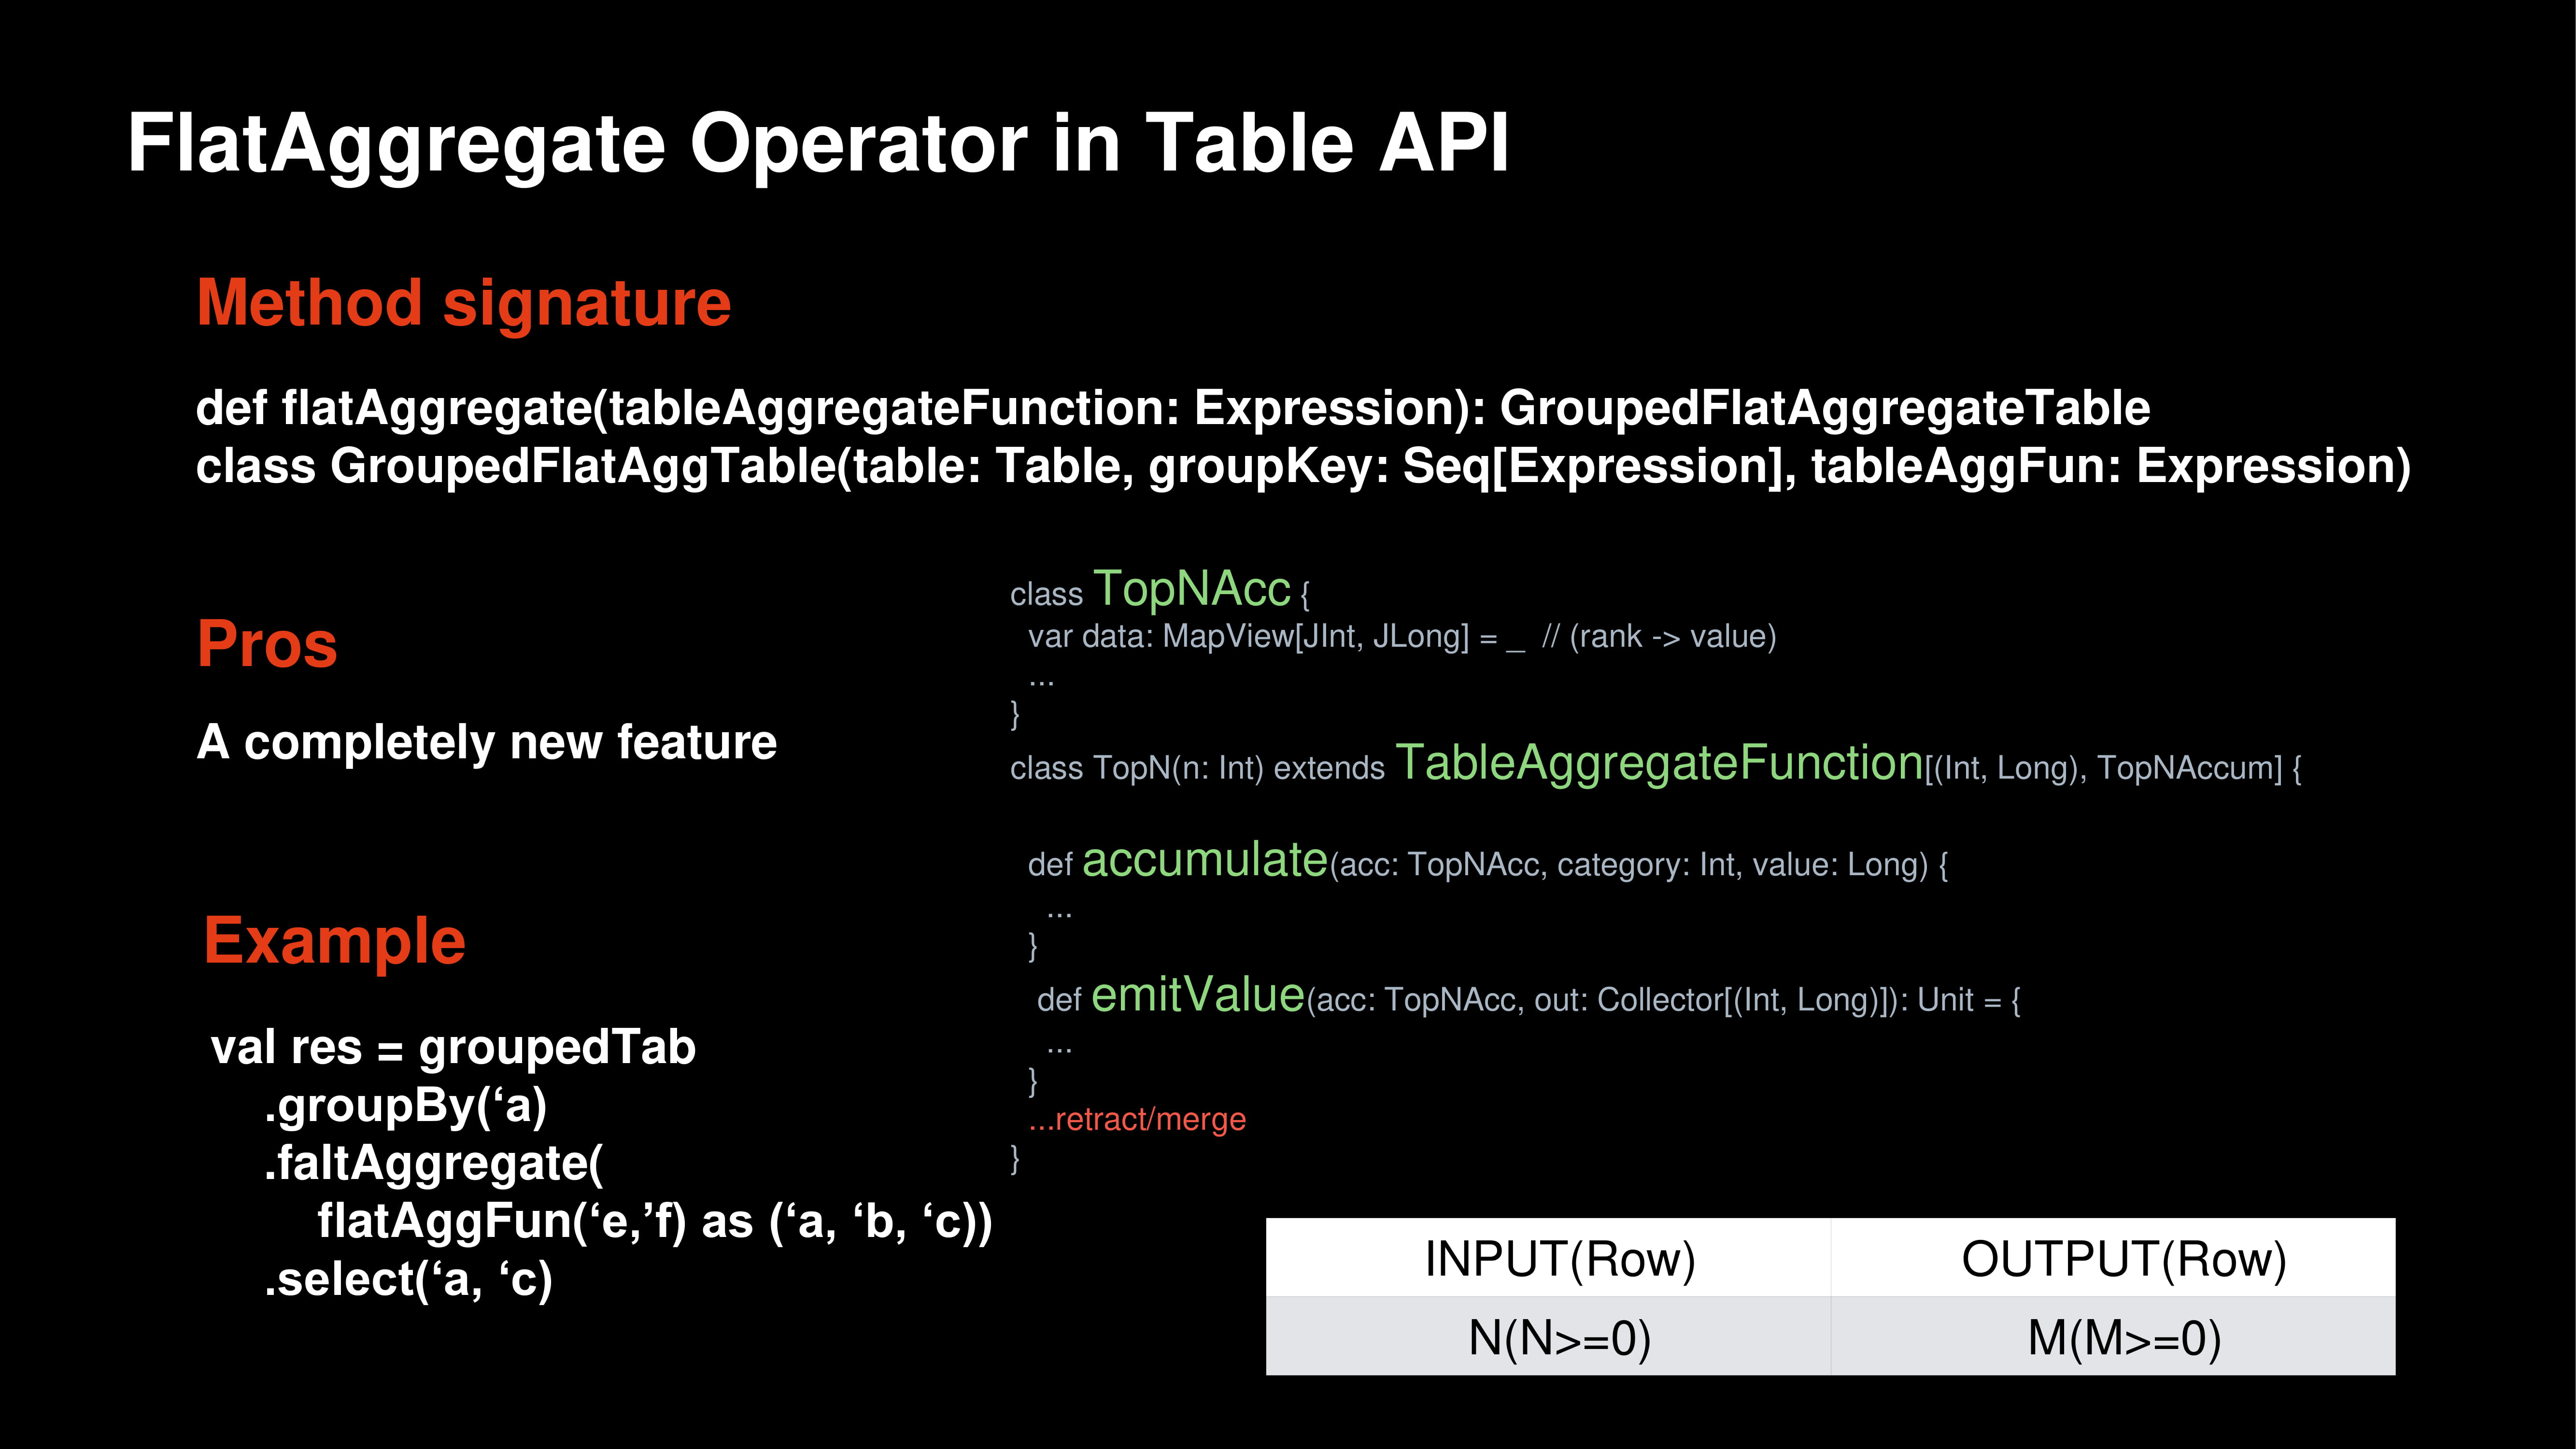 FlatAggregate Operator in Table API
Method signature
def flatAggregate(tableAggregateFunction: Expression): GroupedFlatAggregateTable
class GroupedFlatAggTable(table: Table, groupKey: Seq[Expression], tableAggFun: Expression)
Pros
A completely new feature
Example
val res = groupedTab
.groupBy(‘a)
.faltAggregate(
flatAggFun(‘e,’f) as (‘a, ‘b, ‘c))
.select(‘a, ‘c)
class TopNAcc {
var data: MapView[JInt, JLong] = _ // (rank -> value)
...
}
class TopN(n: Int) extends TableAggregateFunction[(Int, Long), TopNAccum] {
def accumulate(acc: TopNAcc, category: Int, value: Long) {
...
}
def emitValue(acc: TopNAcc, out: Collector[(Int, Long)]): Unit = {
...
}
...retract/merge
}
INPUT(Row) OUTPUT(Row)
N(N>=0) M(M>=0)